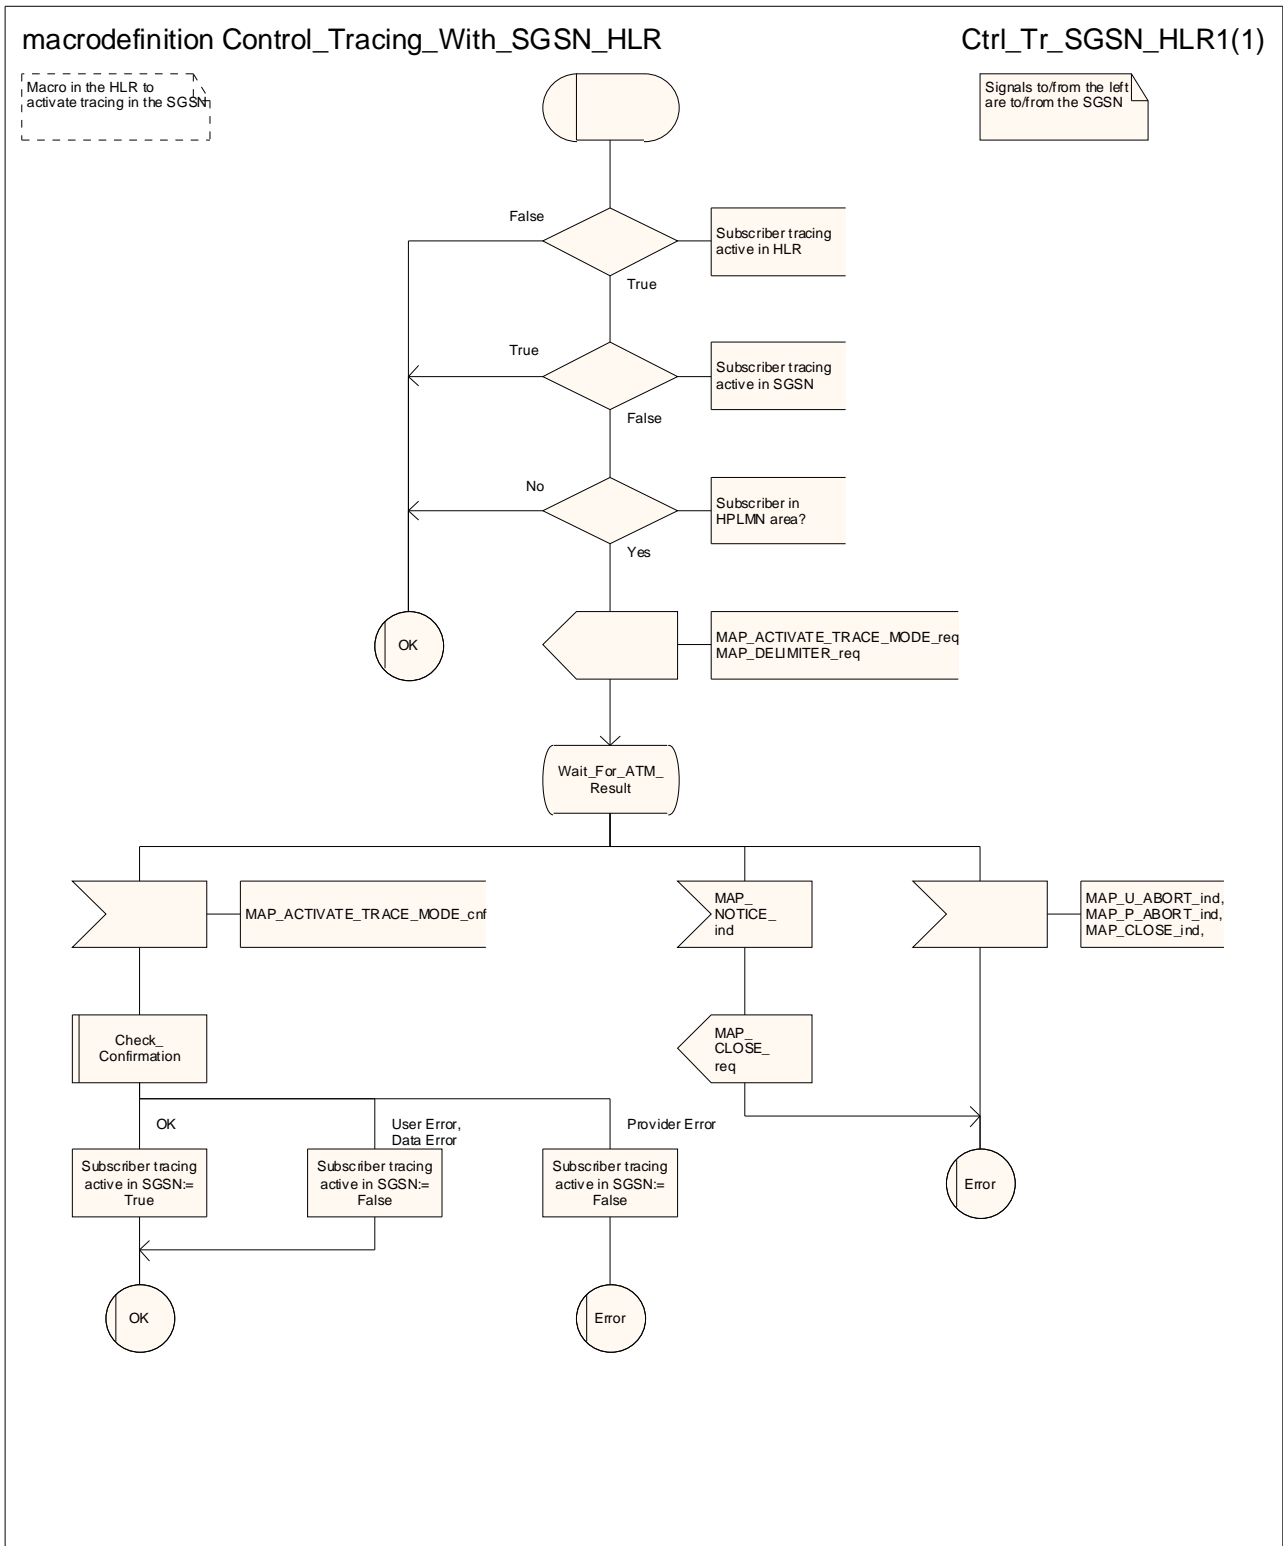 macrodefinition Control_Tracing_With_SGSN_HLR
Ctrl_Tr_SGSN_HLR1(1)
Macro in the HLR to
activate tracing in the SGSN
Signals to/from the left
are to/from the SGSN
False
Subscriber tracing
active in HLR
True
True
Subscriber tracing
active in SGSN
False
No
Subscriber in
HPLMN area?
Yes
OK
MAP_ACTIVATE_TRACE_MODE_req
MAP_DELIMITER_req
Wait_For_ATM_
Result
MAP_ACTIVATE_TRACE_MODE_cnf
MAP_
NOTICE_
ind
MAP_U_ABORT_ind,
MAP_P_ABORT_ind,
MAP_CLOSE_ind,
Check_
Confirmation
MAP_
CLOSE_
req
OK
User Error,
Data Error
Provider Error
Subscriber tracing
active in SGSN:=
True
Subscriber tracing
active in SGSN:=
False
Subscriber tracing
active in SGSN:=
False
Error
OK
Error